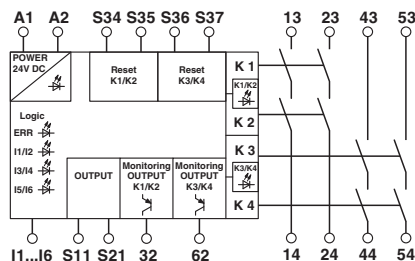 A1 A2 S34 S35 S36 S37 13 23 43 53
POWER
24V DC
Reset
K1/K2
Reset
K3/K4
K 1
K1/K2
K 2
Logic
ERR
I1/I2
I3/I4
I5/I6
OUTPUT
Monitoring
OUTPUT
K1/K2
Monitoring
OUTPUT
K3/K4
K 3
K3/K4
K 4
I1...I6 S11 S21 32 62 14 24 44 54